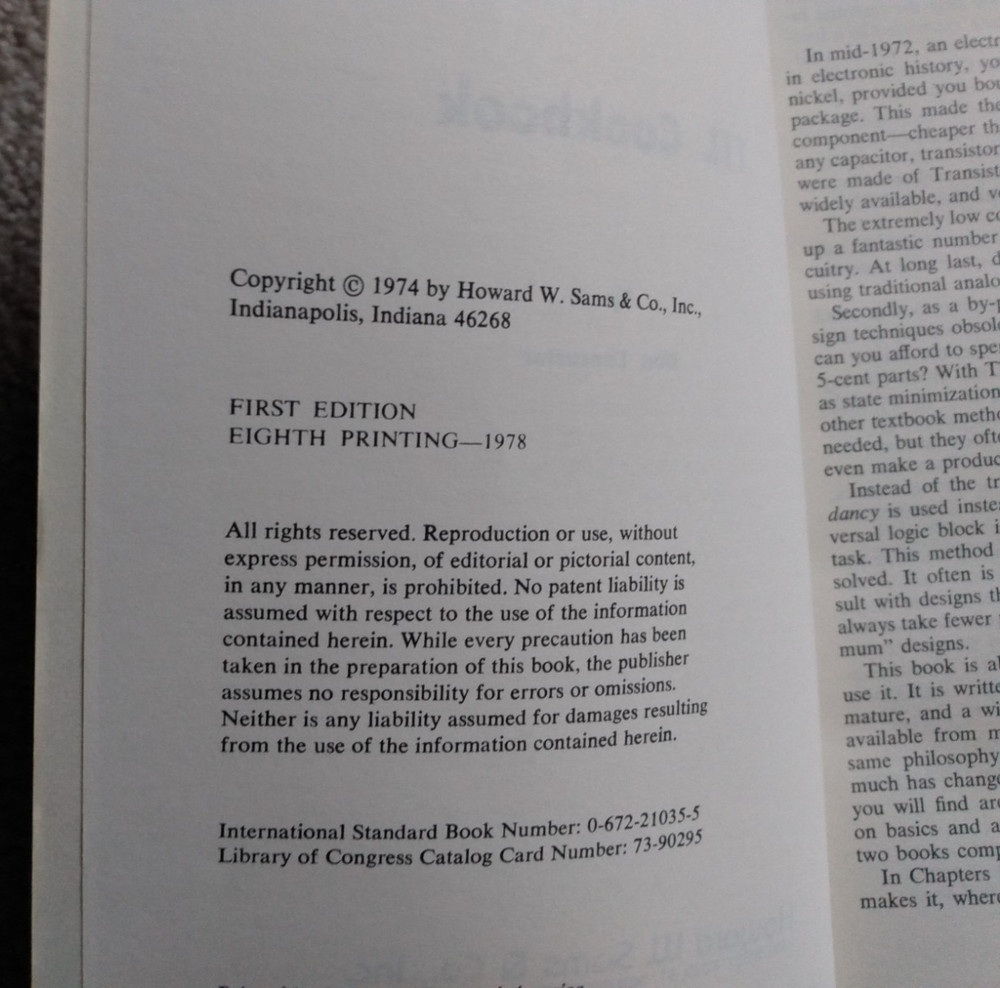 Copyright © 1974 by Howard W. Sams & Co., Inc.,
Indianapolis, Indiana 46268
FIRST EDITION
EIGHTH PRINTING—1978
All rights reserved. Reproduction or use, without
express permission, of editorial or pictorial content,
in any manner, is prohibited. No patent liability is
assumed with respect to the use of the information
contained herein. While every precaution has been
taken in the preparation of this book, the publisher
assumes no responsibility for errors or omissions.
Neither is any liability assumed for damages resulting
from the use of the information contained herein.
International Standard Book Number: 0-672-21035-5
Library of Congress Catalog Card Number: 73-90295
In mid-1972, an electr
in electronic history, yo
nickel, provided you bou
package. This made the
component—cheaper th
any capacitor, transistor
were made of Transist
widely available, and v
The extremely low co
up a fantastic number
cuitry. At long last, d
using traditional analo
Secondly, as a by-p
sign techniques obsol
can you afford to spe
5-cent parts? With T
as state minimization
other textbook metho
needed, but they ofte
even make a produc
Instead of the tr
dancy is used inste
versal logic block i
task. This method
solved. It often is
sult with designs th
always take fewer
mum” designs.
This book is al
use it. It is writte
mature, and a wi
available from m
same philosophy
much has change
you will find are
on basics and a
two books comp
In Chapters
makes it, where